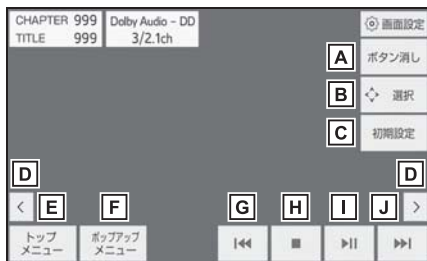 CHAPTER 999
TITLE 999
Dolby Audio − DD
3/2.1ch
画面設定
A
ボタン消し
B
選択
C
初期設定
D
D
<
E
F
G
H
I
J
>
トップ
メニュー
ポップアップ
メニュー